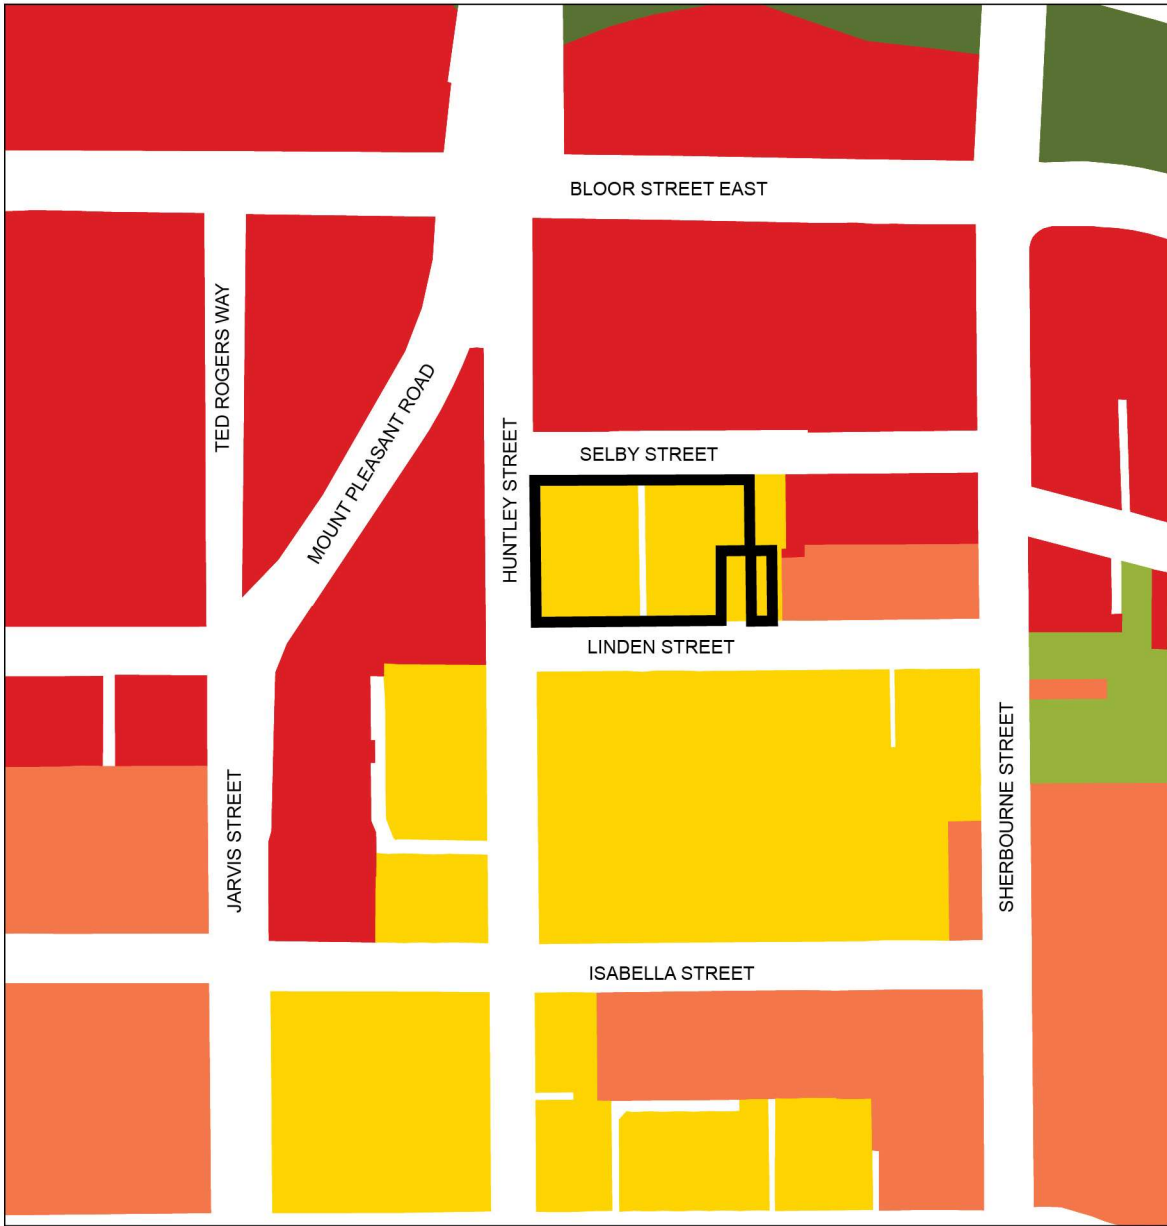 BLOOR STREET EAST
TED ROGERS WAY
MOUNT PLEASANT ROAD
HUNTLEY STREET
SELBY STREET
LINDEN STREET
JARVIS STREET
SHERBOURNE STREET
ISABELLA STREET